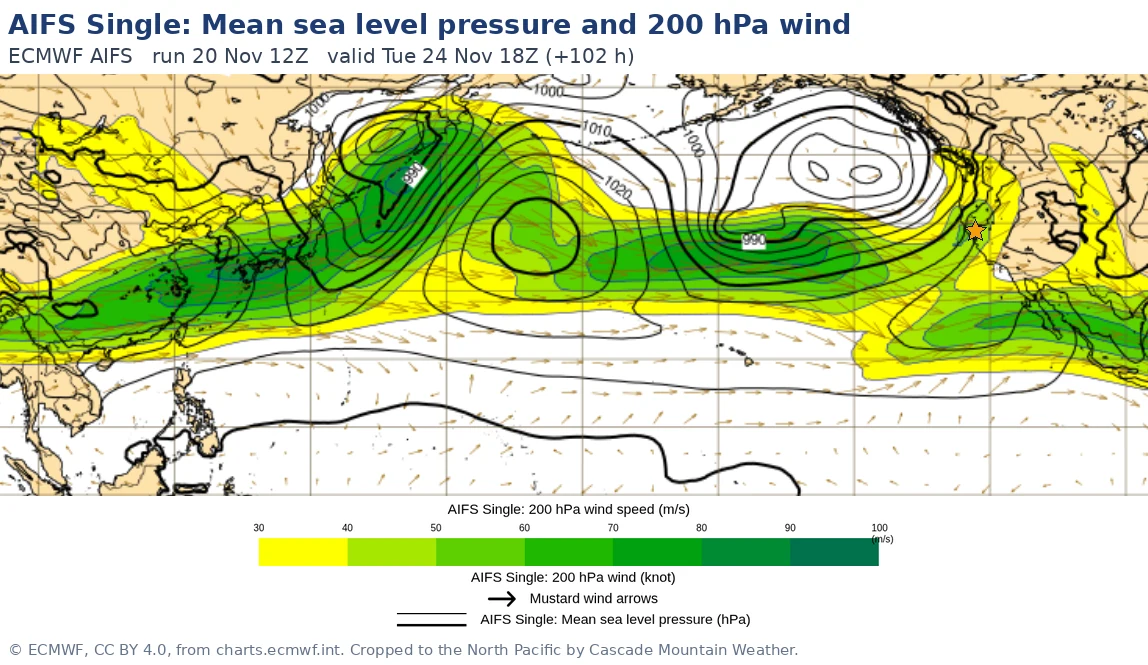 AIFS Single: Mean sea level pressure and 200 hPa wind
ECMWF AIFS run 20 Nov 12Z valid Tue 24 Nov 18Z (+102 h)
1000
1000
1010
1000
990
1020
990
AIFS Single: 200 hPa wind speed (m/s)
30 40 50 60 70 80 90 100
(m/s)
AIFS Single: 200 hPa wind (knot)
Mustard wind arrows
AIFS Single: Mean sea level pressure (hPa)
© ECMWF, CC BY 4.0, from charts.ecmwf.int. Cropped to the North Pacific by Cascade Mountain Weather.